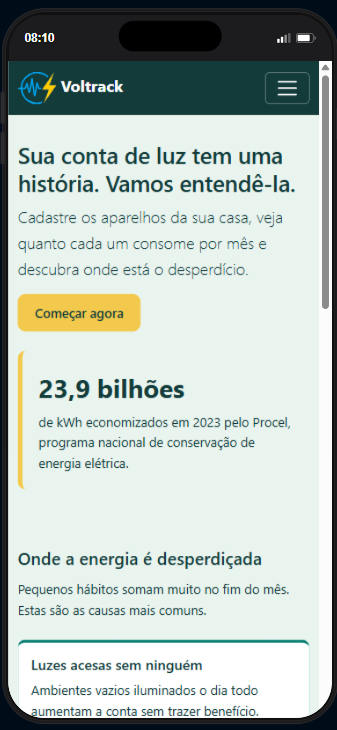 08:10
Voltrack
Sua conta de luz tem uma
história. Vamos entendê-la.
Cadastre os aparelhos da sua casa, veja
quanto cada um consome por mês e
descubra onde está o desperdício.
Começar agora
23,9 bilhões
de kWh economizados em 2023 pelo Procel,
programa nacional de conservação de
energia elétrica.
Onde a energia é desperdiçada
Pequenos hábitos somam muito no fim do mês.
Estas são as causas mais comuns.
Luzes acesas sem ninguém
Ambientes vazios iluminados o dia todo
aumentam a conta sem trazer benefício.